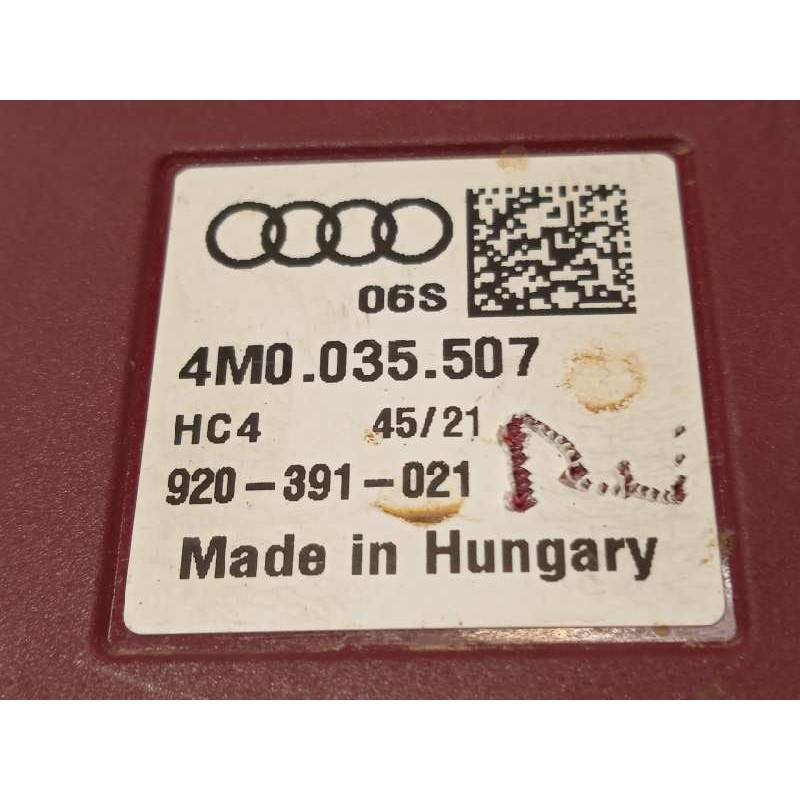 06S
4M0.035.507
HC4 45/21
920-391-021
Made in Hungary